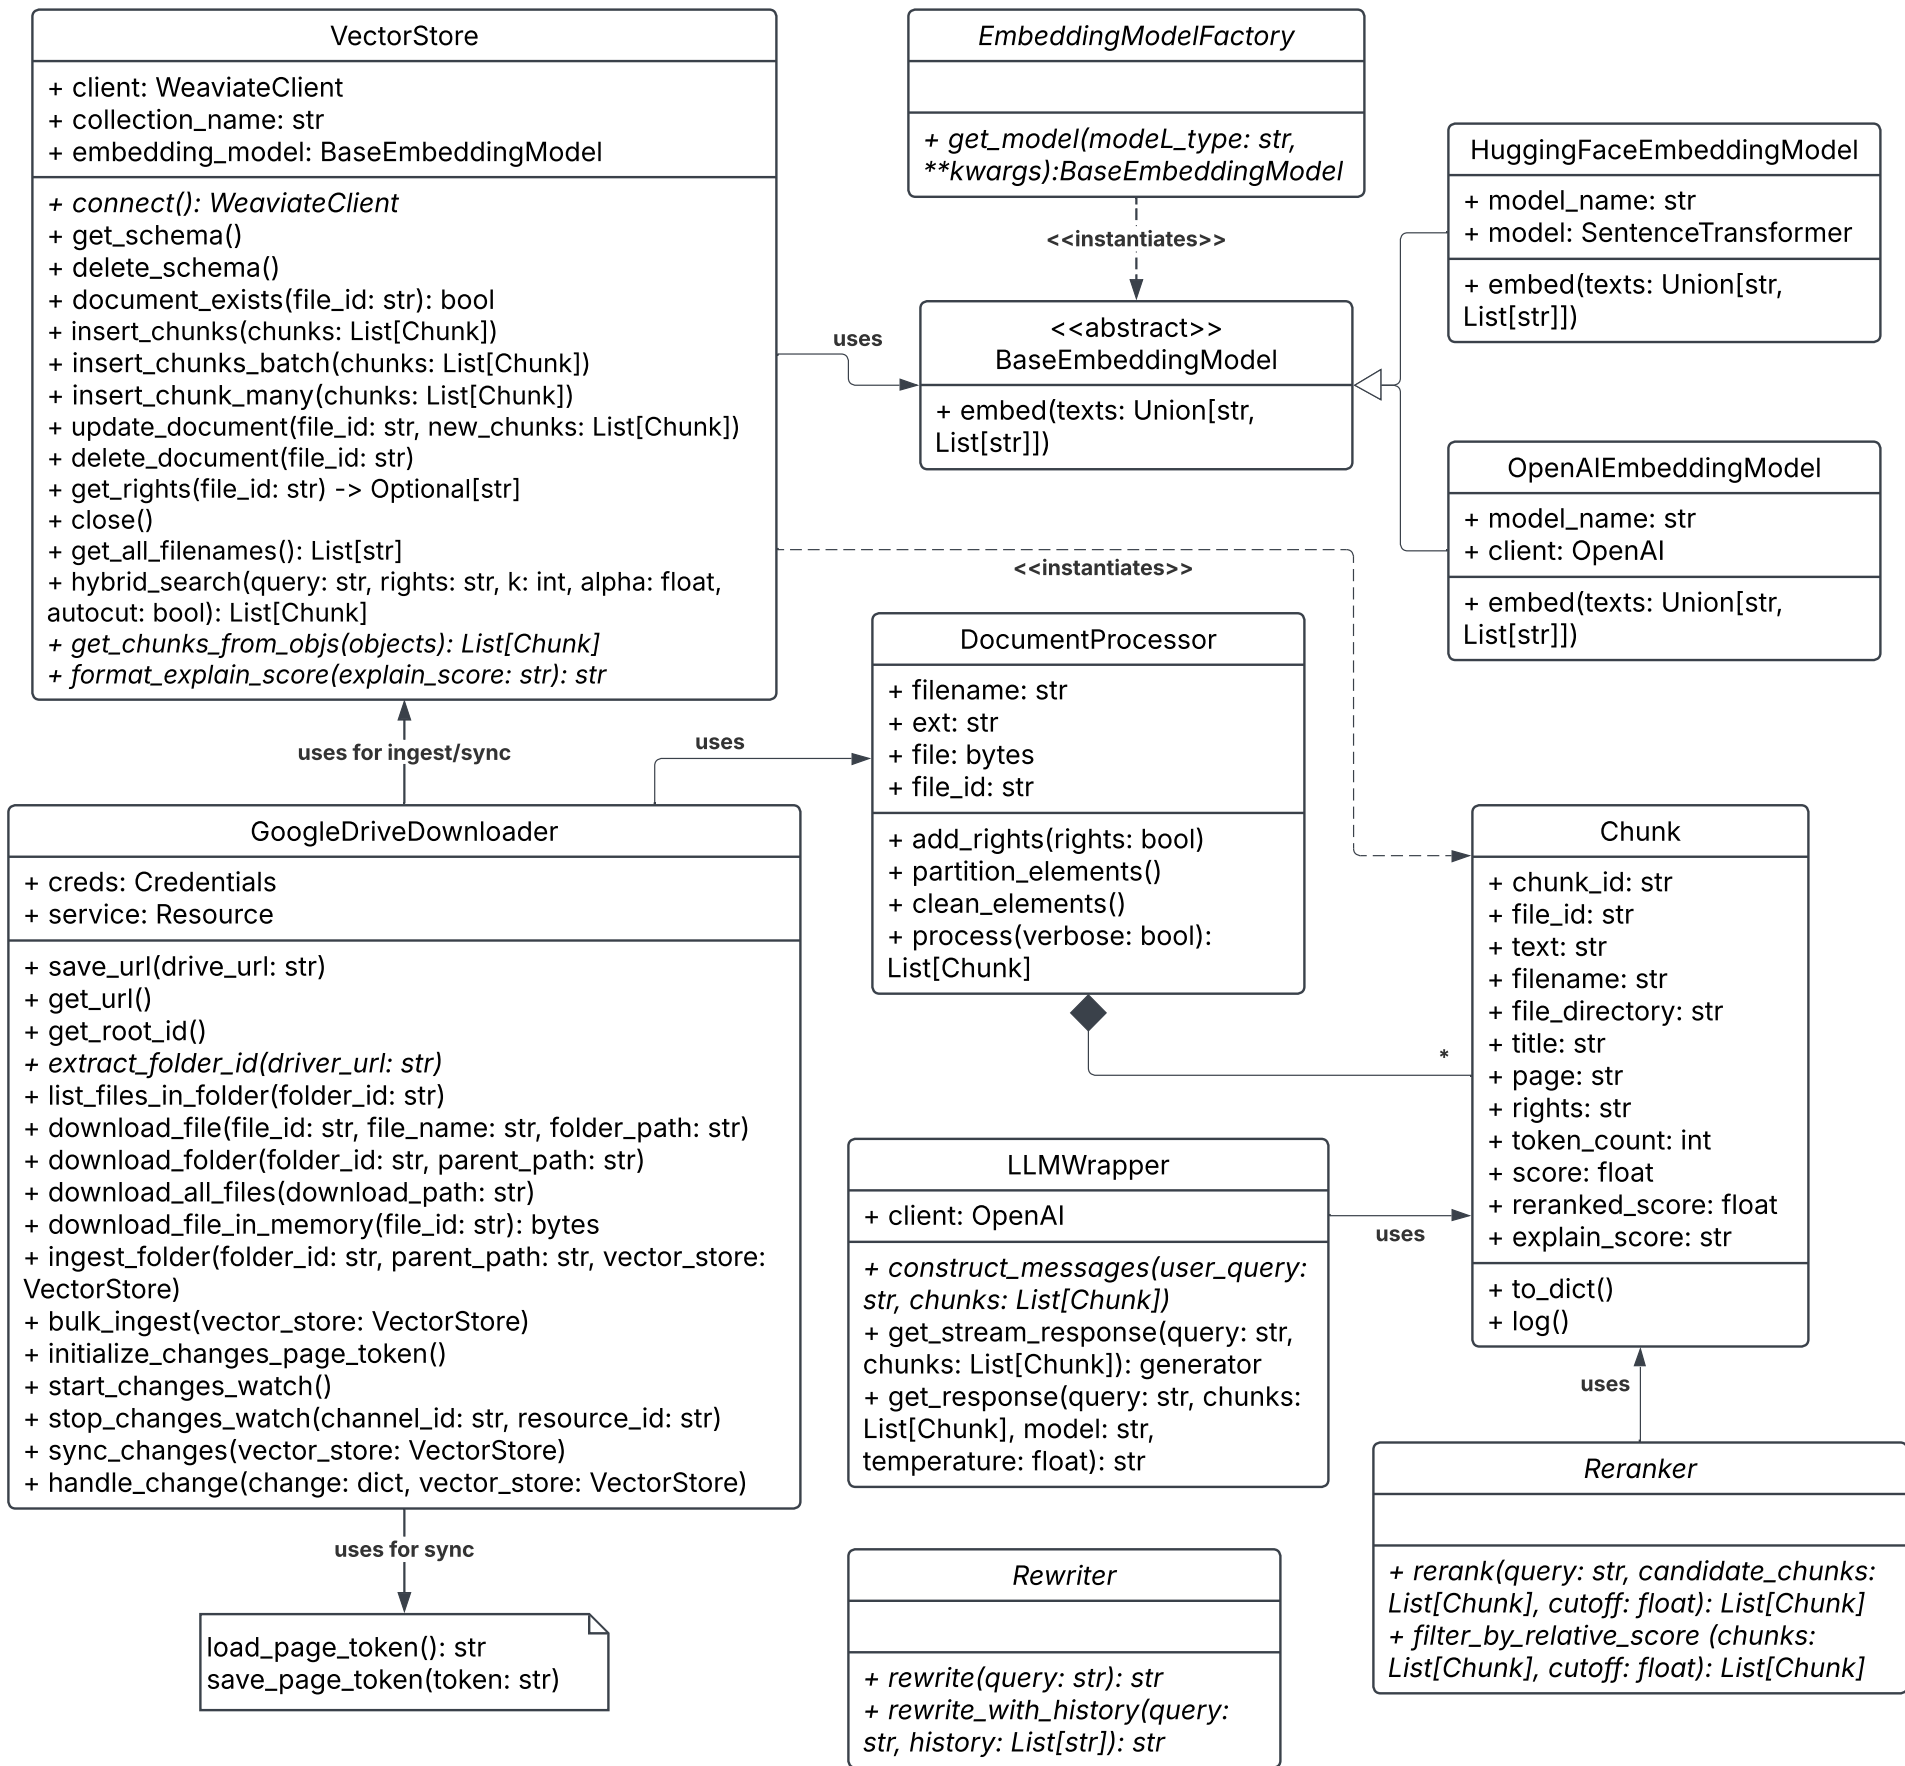 VectorStore
+ client: WeaviateClient
+ collection_name: str
+ embedding_model: BaseEmbeddingModel
+ connect(): WeaviateClient
+ get_schema()
+ delete_schema()
+ document_exists(file_id: str): bool
+ insert_chunks(chunks: List[Chunk])
+ insert_chunks_batch(chunks: List[Chunk])
+ insert_chunk_many(chunks: List[Chunk])
+ update_document(file_id: str, new_chunks: List[Chunk])
+ delete_document(file_id: str)
+ get_rights(file_id: str) -> Optional[str]
+ close()
+ get_all_filenames(): List[str]
+ hybrid_search(query: str, rights: str, k: int, alpha: float,
autocut: bool): List[Chunk]
+ get_chunks_from_objs(objects): List[Chunk]
+ format_explain_score(explain_score: str): str
EmbeddingModelFactory
+ get_model(modeL_type: str,
**kwargs):BaseEmbeddingModel
<<instantiates>>
uses
<<abstract>>
BaseEmbeddingModel
+ embed(texts: Union[str,
List[str]])
HuggingFaceEmbeddingModel
+ model_name: str
+ model: SentenceTransformer
+ embed(texts: Union[str,
List[str]])
OpenAIEmbeddingModel
+ model_name: str
+ client: OpenAI
+ embed(texts: Union[str,
List[str]])
<<instantiates>>
uses for ingest/sync
uses
DocumentProcessor
+ filename: str
+ ext: str
+ file: bytes
+ file_id: str
+ add_rights(rights: bool)
+ partition_elements()
+ clean_elements()
+ process(verbose: bool):
List[Chunk]
*
GoogleDriveDownloader
+ creds: Credentials
+ service: Resource
+ save_url(drive_url: str)
+ get_url()
+ get_root_id()
+ extract_folder_id(driver_url: str)
+ list_files_in_folder(folder_id: str)
+ download_file(file_id: str, file_name: str, folder_path: str)
+ download_folder(folder_id: str, parent_path: str)
+ download_all_files(download_path: str)
+ download_file_in_memory(file_id: str): bytes
+ ingest_folder(folder_id: str, parent_path: str, vector_store:
VectorStore)
+ bulk_ingest(vector_store: VectorStore)
+ initialize_changes_page_token()
+ start_changes_watch()
+ stop_changes_watch(channel_id: str, resource_id: str)
+ sync_changes(vector_store: VectorStore)
+ handle_change(change: dict, vector_store: VectorStore)
uses for sync
load_page_token(): str
save_page_token(token: str)
Chunk
+ chunk_id: str
+ file_id: str
+ text: str
+ filename: str
+ file_directory: str
+ title: str
+ page: str
+ rights: str
+ token_count: int
+ score: float
+ reranked_score: float
+ explain_score: str
+ to_dict()
+ log()
LLMWrapper
+ client: OpenAI
+ construct_messages(user_query:
str, chunks: List[Chunk])
+ get_stream_response(query: str,
chunks: List[Chunk]): generator
+ get_response(query: str, chunks:
List[Chunk], model: str,
temperature: float): str
uses
uses
Reranker
+ rerank(query: str, candidate_chunks:
List[Chunk], cutoff: float): List[Chunk]
+ filter_by_relative_score (chunks:
List[Chunk], cutoff: float): List[Chunk]
Rewriter
+ rewrite(query: str): str
+ rewrite_with_history(query:
str, history: List[str]): str